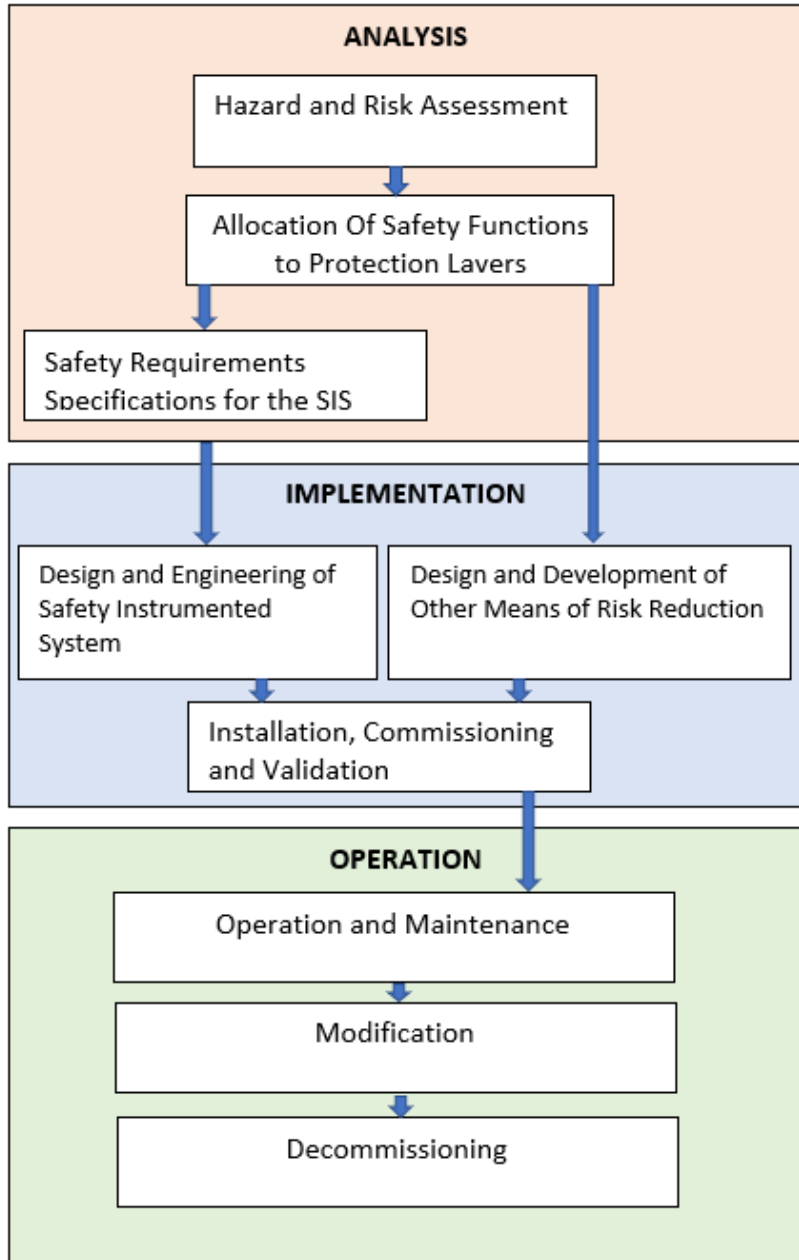 ANALYSIS
Hazard and Risk Assessment
Allocation Of Safety Functions
to Protection Lavers
Safety Requirements
Specifications for the SIS
IMPLEMENTATION
Design and Engineering of
Safety Instrumented
System
Design and Development of
Other Means of Risk Reduction
Installation, Commissioning
and Validation
OPERATION
Operation and Maintenance
Modification
Decommissioning